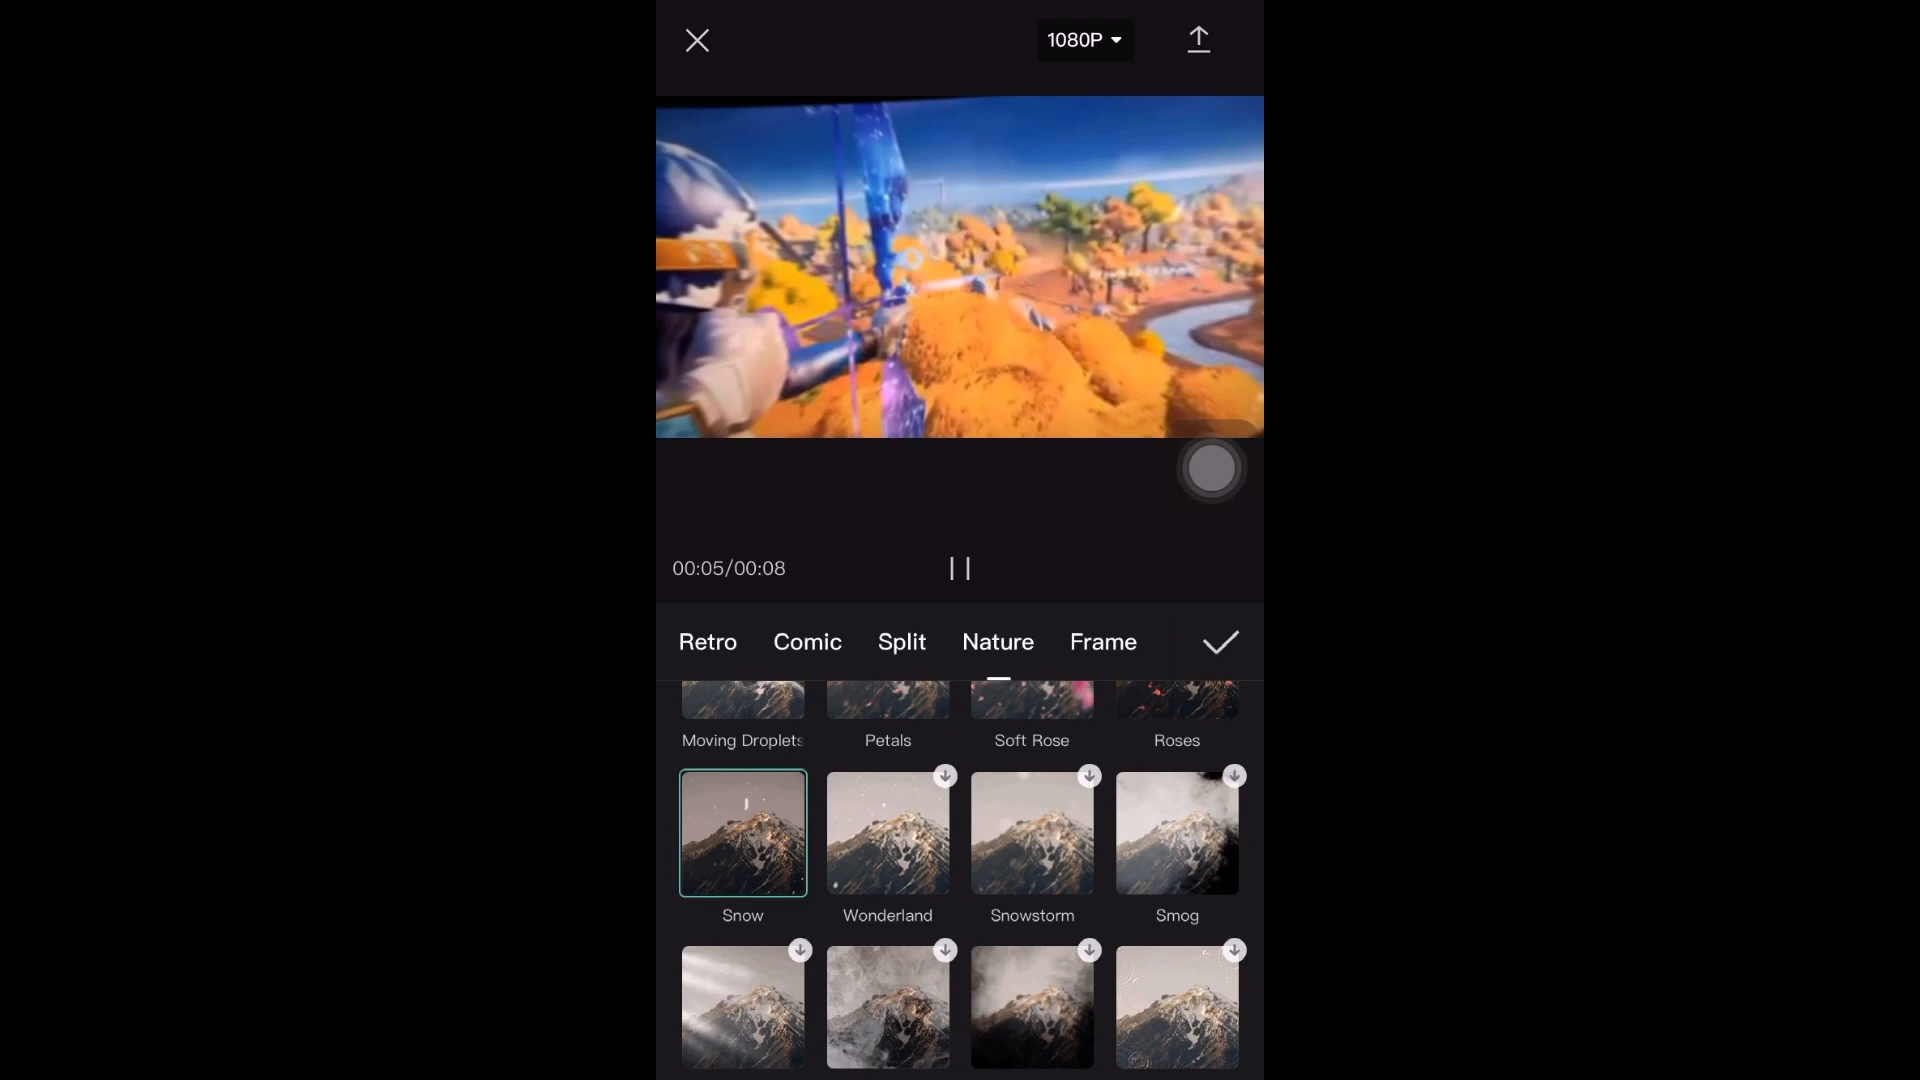 1080P
00:05/00:08
Retro Comic Split Nature Frame
Moving Droplets Petals Soft Rose Roses
Snow Wonderland Snowstorm Smog